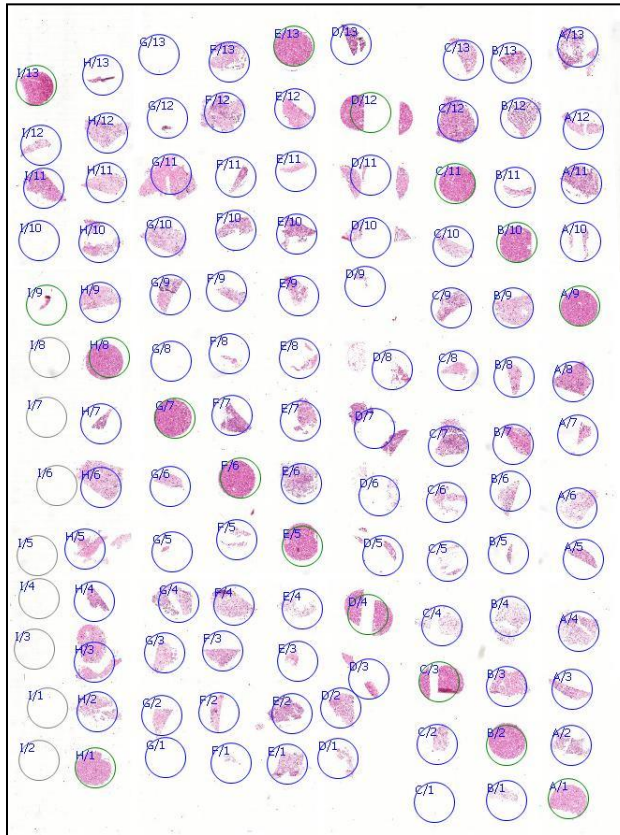 I/13 H/13 G/13 F/13 E/13 D/13 C/13 B/13 A/13
I/12 H/12 G/12 F/12 E/12 D/12 C/12 B/12 A/12
I/11 H/11 G/11 F/11 E/11 D/11 C/11 B/11 A/11
I/10 H/10 G/10 F/10 E/10 D/10 C/10 B/10 A/10
I/9 H/9 G/9 F/9 E/9 D/9 C/9 B/9 A/9
I/8 H/8 G/8 F/8 E/8 D/8 C/8 B/8 A/8
I/7 H/7 G/7 F/7 E/7 D/7 C/7 B/7 A/7
I/6 H/6 G/6 F/6 E/6 D/6 C/6 B/6 A/6
I/5 H/5 G/5 F/5 E/5 D/5 C/5 B/5 A/5
I/4 H/4 G/4 F/4 E/4 D/4 C/4 B/4 A/4
I/3 H/3 G/3 F/3 E/3 D/3 C/3 B/3 A/3
I/1 H/2 G/2 F/2 E/2 D/2 C/2 B/2 A/2
I/2 H/1 G/1 F/1 E/1 D/1 C/1 B/1 A/1